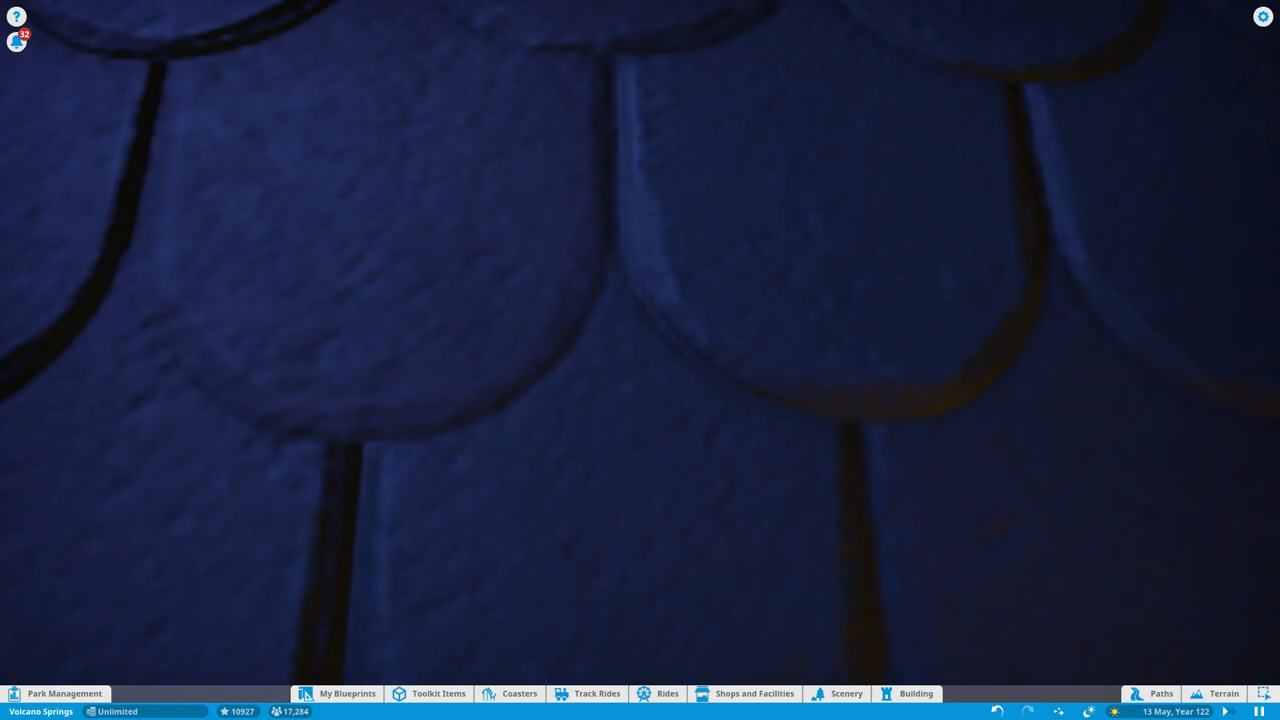 ?
32
Park Management
My Blueprints
Toolkit Items
Coasters
Track Rides
Rides
Shops and Facilities
Scenery
Building
Paths
Terrain
Volcano Springs
Unlimited
10927
17,284
13 May, Year 122